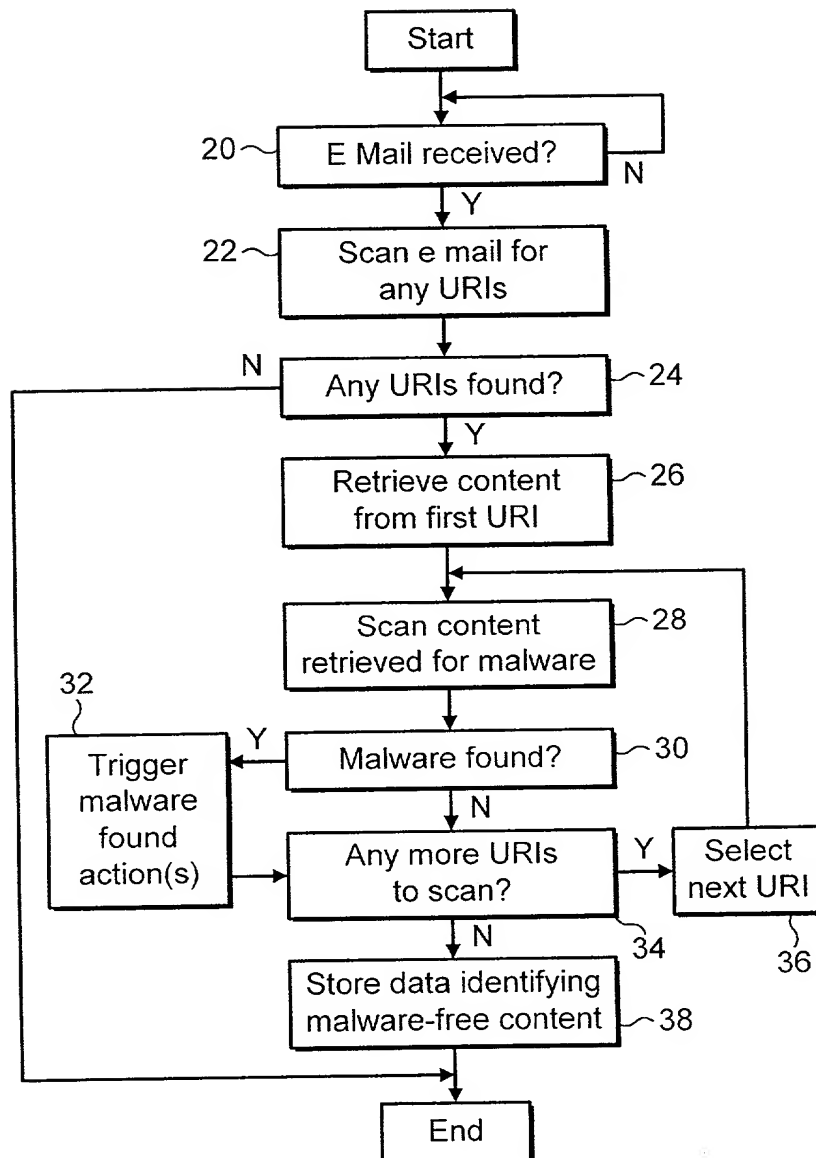 Start
20
E Mail received?
N
Y
22
Scan e mail for
any URIs
N
Any URIs found?
24
Y
Retrieve content
from first URI
26
Scan content
retrieved for malware
28
32
Y
Malware found?
30
Trigger
malware
found
action(s)
N
Any more URIs
to scan?
Y
Select
next URI
34
36
N
Store data identifying
malware-free content
38
End